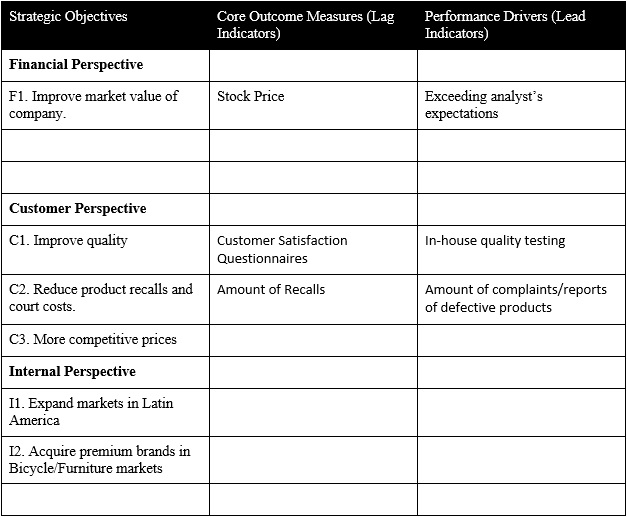 Strategic Objectives
Core Outcome Measures (Lag
Indicators)
Performance Drivers (Lead
Indicators)
Financial Perspective
F1. Improve market value of
company.
Stock Price
Exceeding analyst’s
expectations
Customer Perspective
C1. Improve quality
Customer Satisfaction
Questionnaires
In-house quality testing
C2. Reduce product recalls and
court costs.
Amount of Recalls
Amount of complaints/reports
of defective products
C3. More competitive prices
Internal Perspective
I1. Expand markets in Latin
America
I2. Acquire premium brands in
Bicycle/Furniture markets